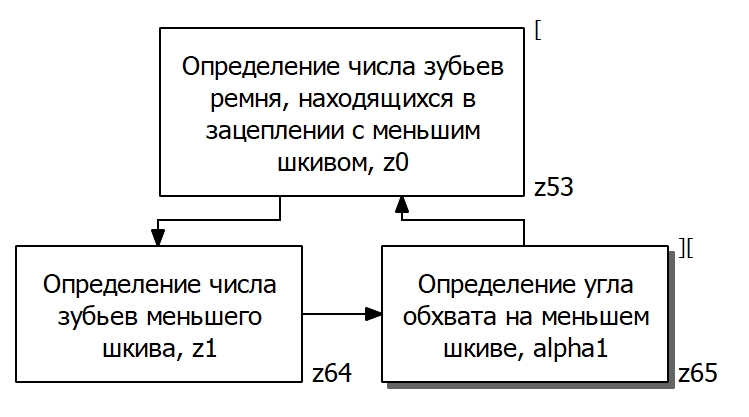 [
Определение числа зубьев
ремня, находящихся в
зацеплении с меньшим
шкивом, z0
z53
Определение числа
зубьев меньшего
шкива, z1
z64
][
Определение угла
обхвата на меньшем
шкиве, alpha1
z65